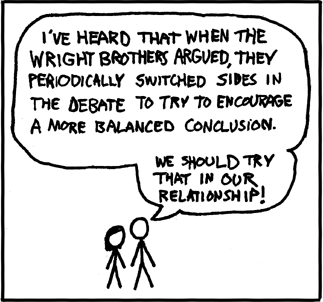 I'VE HEARD THAT WHEN THE
WRIGHT BROTHERS ARGUED, THEY
PERIODICALLY SWITCHED SIDES IN
THE DEBATE TO TRY TO ENCOURAGE
A MORE BALANCED CONCLUSION.
WE SHOULD TRY
THAT IN OUR
RELATIONSHIP!